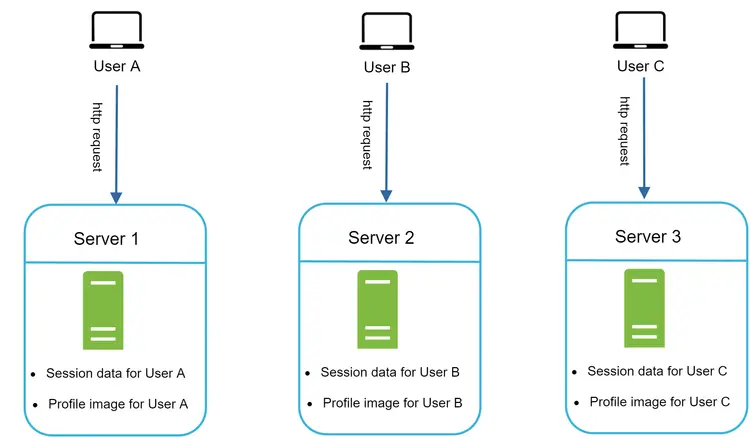 User A
User B
User C
http request
http request
http request
Server 1
Server 2
Server 3
• Session data for User A
• Profile image for User A
• Session data for User B
• Profile image for User B
• Session data for User C
• Profile image for User C